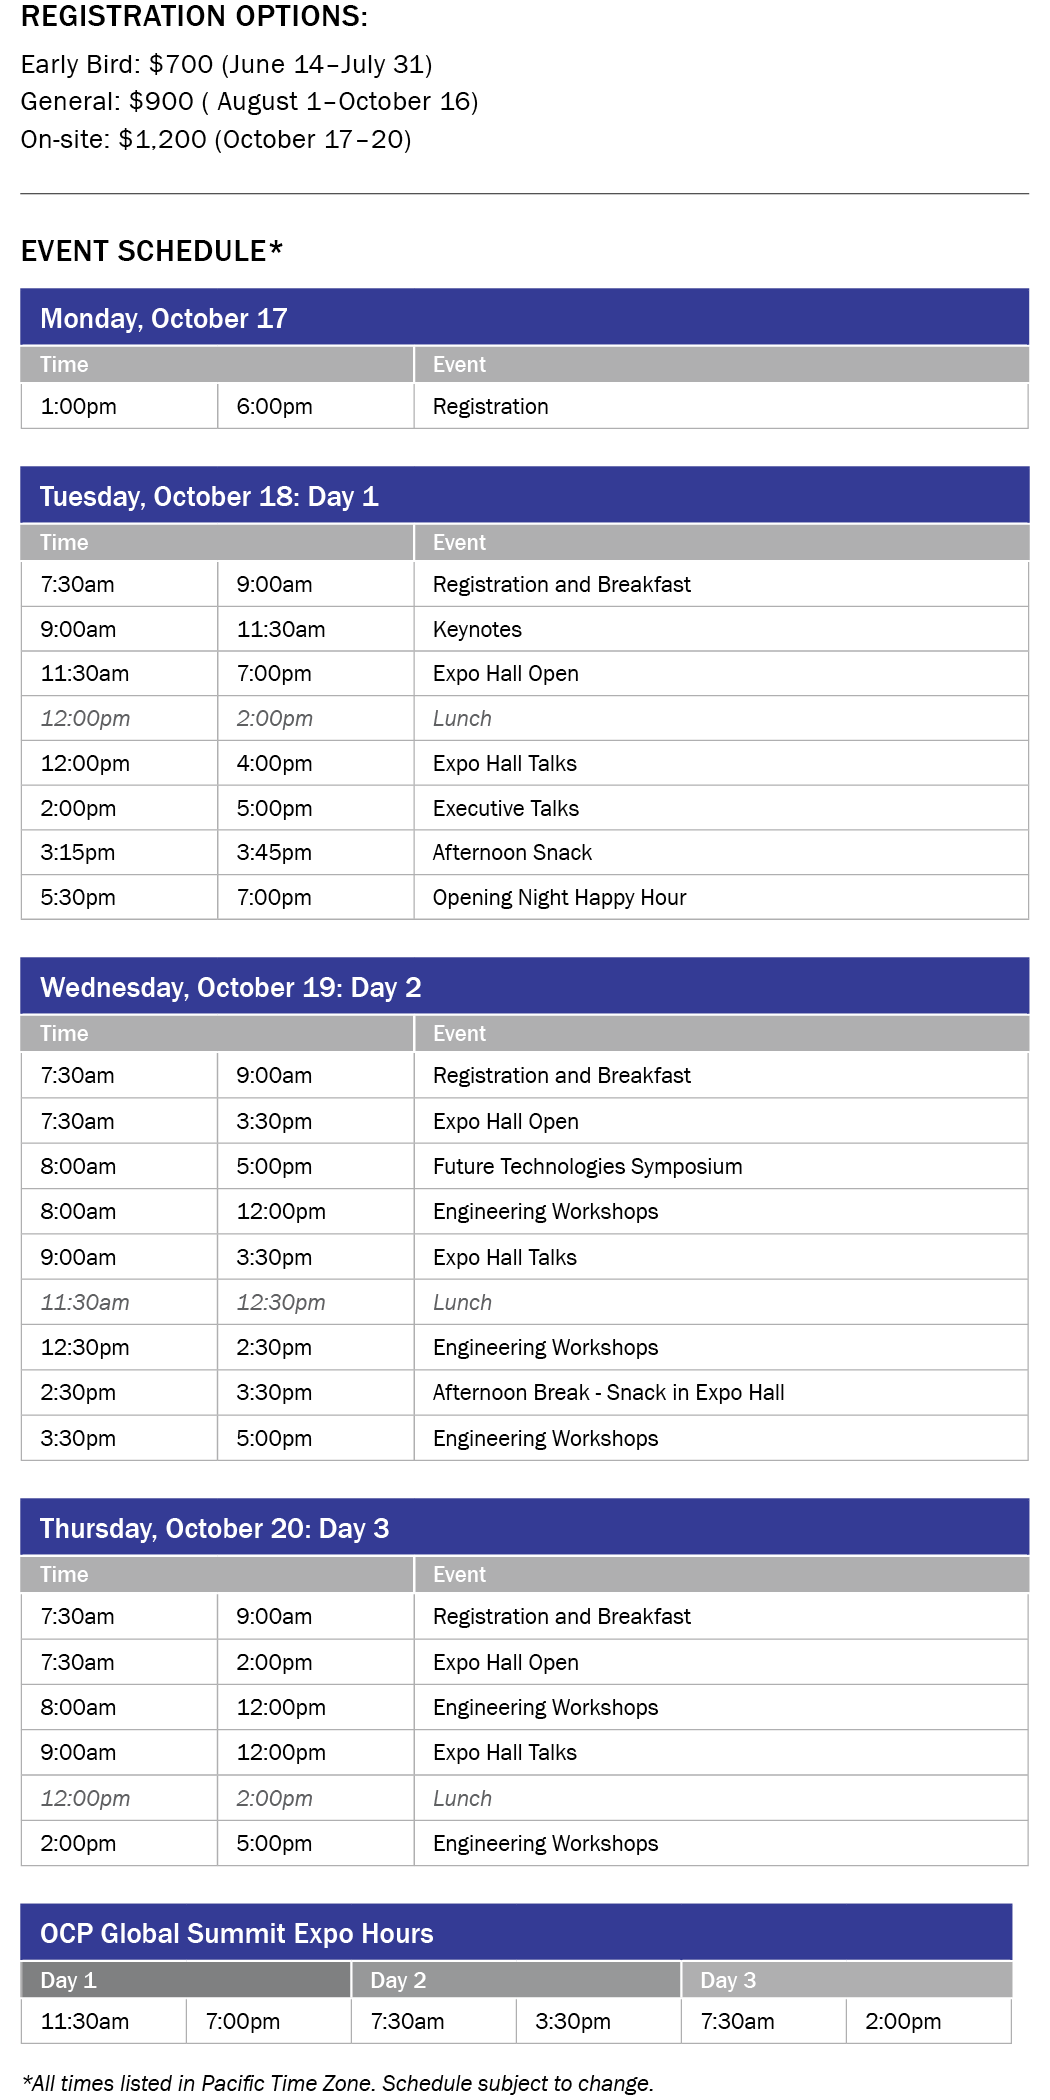 REGISTRATION OPTIONS:
Early Bird: $700 (June 14–July 31)
General: $900 ( August 1–October 16)
On-site: $1,200 (October 17–20)
EVENT SCHEDULE*
Monday, October 17
Time Event
1:00pm 6:00pm Registration
Tuesday, October 18: Day 1
Time Event
7:30am 9:00am Registration and Breakfast
9:00am 11:30am Keynotes
11:30am 7:00pm Expo Hall Open
12:00pm 2:00pm Lunch
12:00pm 4:00pm Expo Hall Talks
2:00pm 5:00pm Executive Talks
3:15pm 3:45pm Afternoon Snack
5:30pm 7:00pm Opening Night Happy Hour
Wednesday, October 19: Day 2
Time Event
7:30am 9:00am Registration and Breakfast
7:30am 3:30pm Expo Hall Open
8:00am 5:00pm Future Technologies Symposium
8:00am 12:00pm Engineering Workshops
9:00am 3:30pm Expo Hall Talks
11:30am 12:30pm Lunch
12:30pm 2:30pm Engineering Workshops
2:30pm 3:30pm Afternoon Break - Snack in Expo Hall
3:30pm 5:00pm Engineering Workshops
Thursday, October 20: Day 3
Time Event
7:30am 9:00am Registration and Breakfast
7:30am 2:00pm Expo Hall Open
8:00am 12:00pm Engineering Workshops
9:00am 12:00pm Expo Hall Talks
12:00pm 2:00pm Lunch
2:00pm 5:00pm Engineering Workshops
OCP Global Summit Expo Hours
Day 1 Day 2 Day 3
11:30am 7:00pm 7:30am 3:30pm 7:30am 2:00pm
*All times listed in Pacific Time Zone. Schedule subject to change.